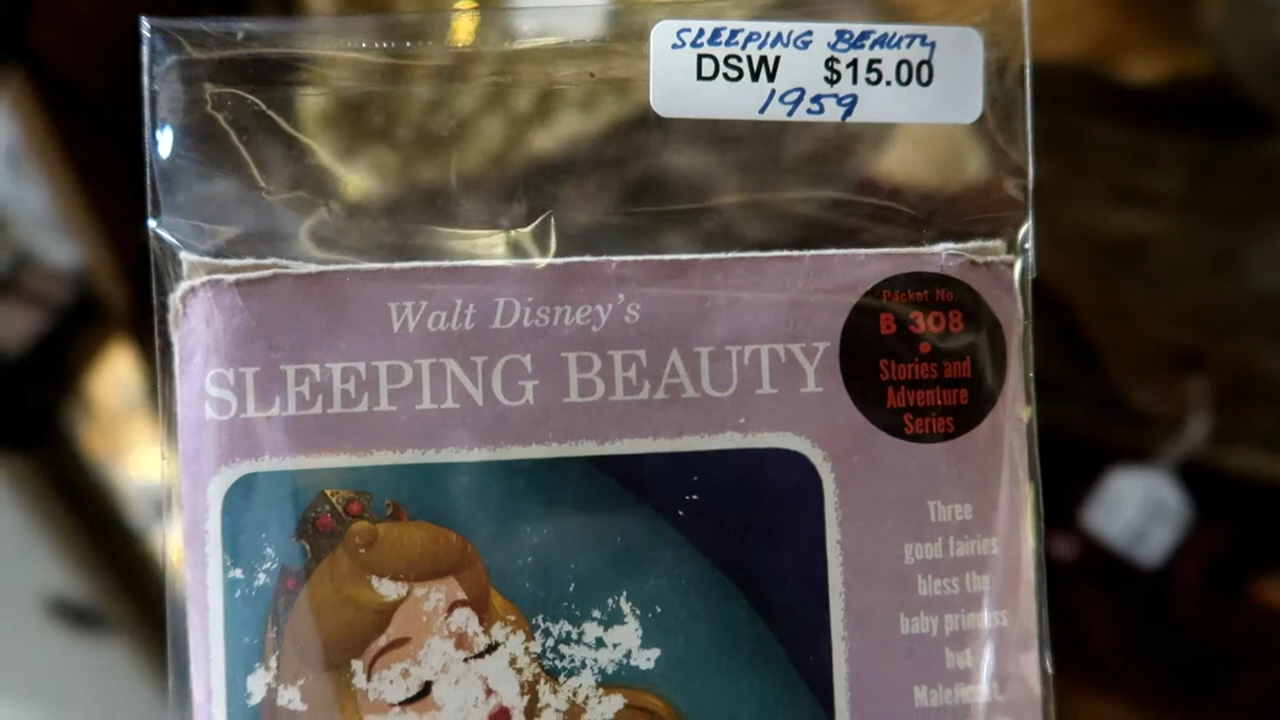 SLEEPING BEAUTY
DSW $15.00
1959
Walt Disney's
SLEEPING BEAUTY
Packet No.
B 308
Stories and
Adventure
Series
Three
good fairies
bless the
baby princess
but
Maleficent,